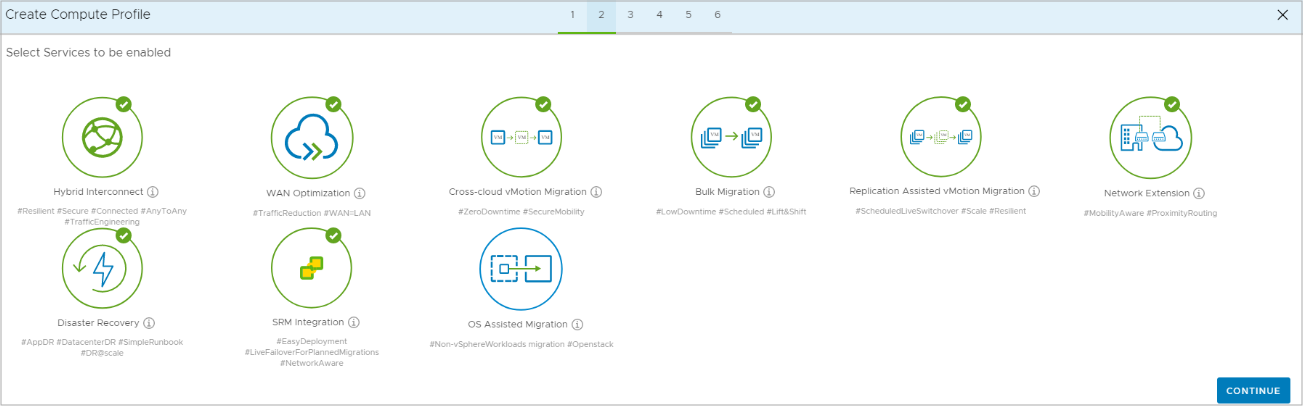 Create Compute Profile
1 2 3 4 5 6
Select Services to be enabled
VM VM VM
VM VM
VM VM VM
Hybrid Interconnect
#Resilient #Secure #Connected #AnyToAny
#TrafficEngineering
WAN Optimization
#TrafficReduction #WAN=LAN
Cross-cloud vMotion Migration
#ZeroDowntime #SecureMobility
Bulk Migration
#LowDowntime #Scheduled #Lift&Shift
Replication Assisted vMotion Migration
#ScheduledLiveSwitchover #Scale #Resilient
Network Extension
#MobilityAware #ProximityRouting
Disaster Recovery
#AppDR #DatacenterDR #SimpleRunbook
#DR@scale
SRM Integration
#EasyDeployment
#LiveFailoverForPlannedMigrations
#NetworkAware
OS Assisted Migration
#Non-vSphereWorkloads migration #Openstack
CONTINUE